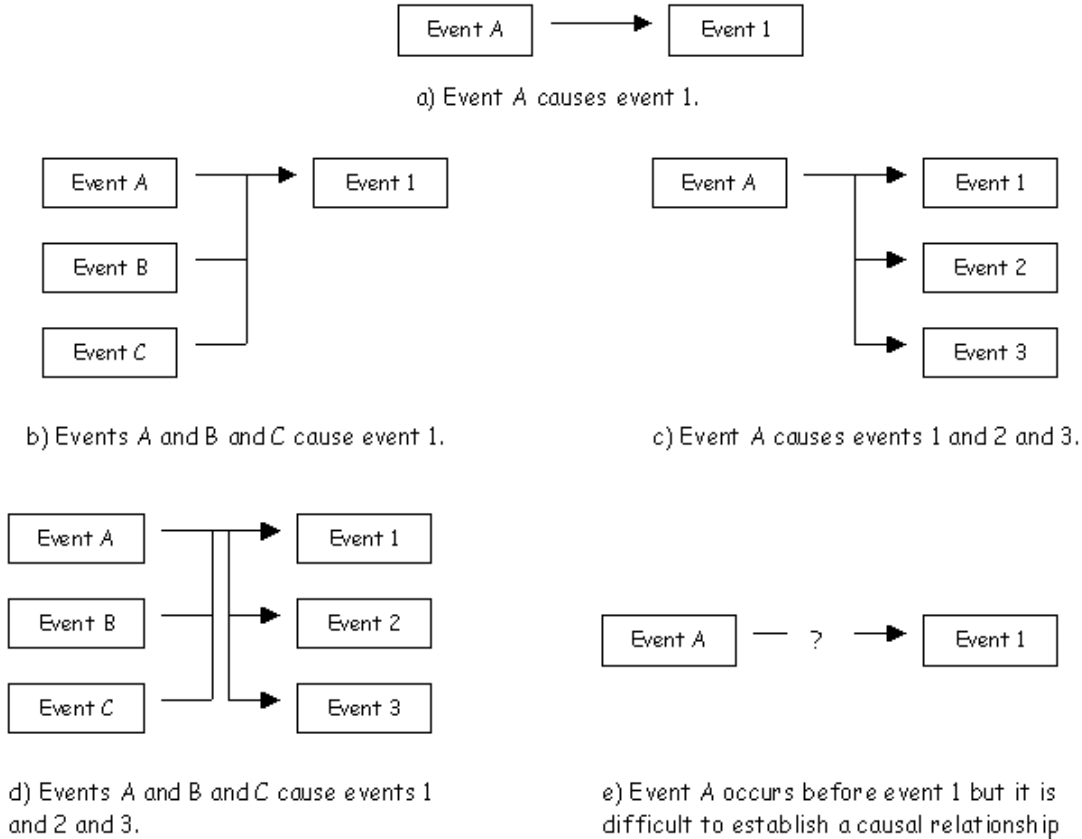 Event A
Event 1
a) Event A causes event 1.
Event A
Event 1
Event B
Event C
b) Events A and B and C cause event 1.
Event A
Event 1
Event 2
Event 3
c) Event A causes events 1 and 2 and 3.
Event A
Event 1
Event B
Event 2
Event C
Event 3
d) Events A and B and C cause events 1
and 2 and 3.
Event A
?
Event 1
e) Event A occurs before event 1 but it is
difficult to establish a causal relationship